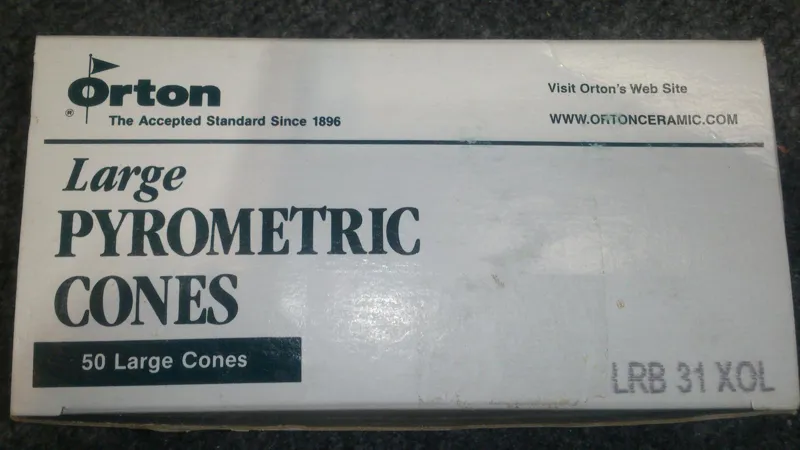 Orton
®
The Accepted Standard Since 1896
Visit Orton's Web Site
WWW.ORTONCERAMIC.COM
Large
PYROMETRIC
CONES
50 Large Cones
LRB 31 XOL